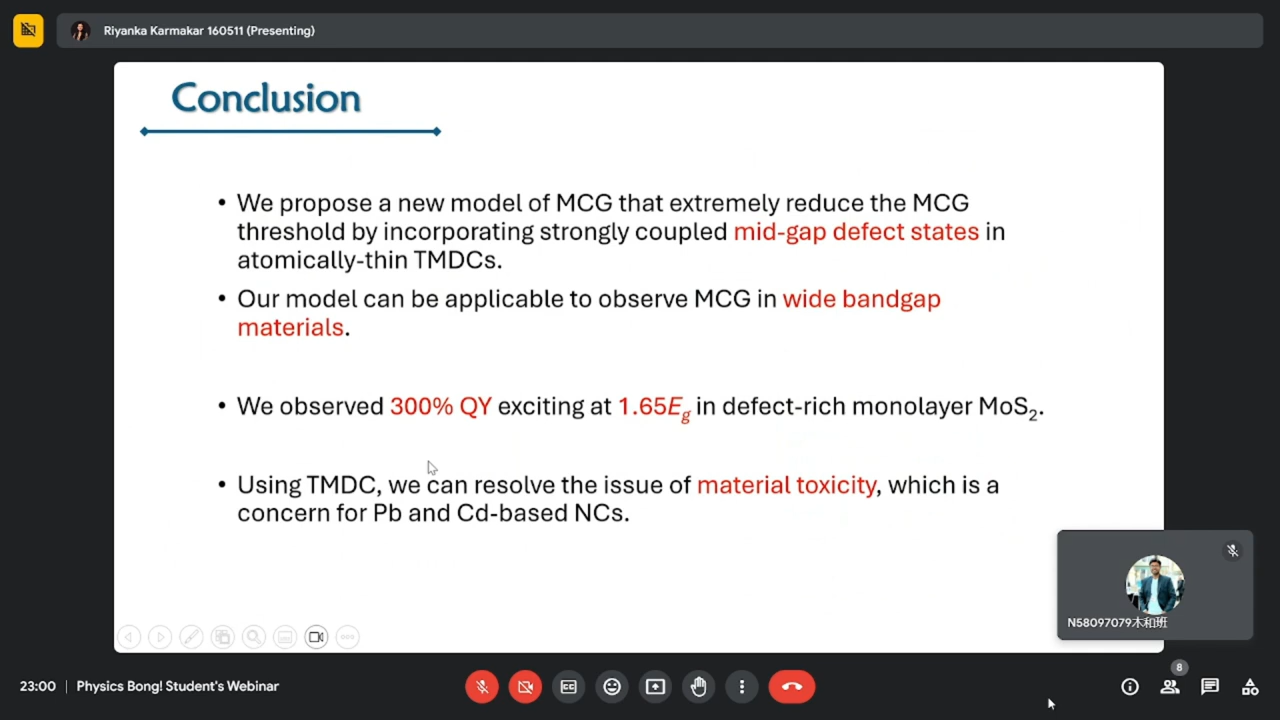 Riyanka Karmakar 160511 (Presenting)
Conclusion
• We propose a new model of MCG that extremely reduce the MCG
threshold by incorporating strongly coupled mid-gap defect states in
atomically-thin TMDCs.
• Our model can be applicable to observe MCG in wide bandgap
materials.
• We observed 300% QY exciting at 1.65E_g in defect-rich monolayer MoS₂.
• Using TMDC, we can resolve the issue of material toxicity, which is a
concern for Pb and Cd-based NCs.
N58097079木和班
23:00 | Physics Bong! Student's Webinar
8